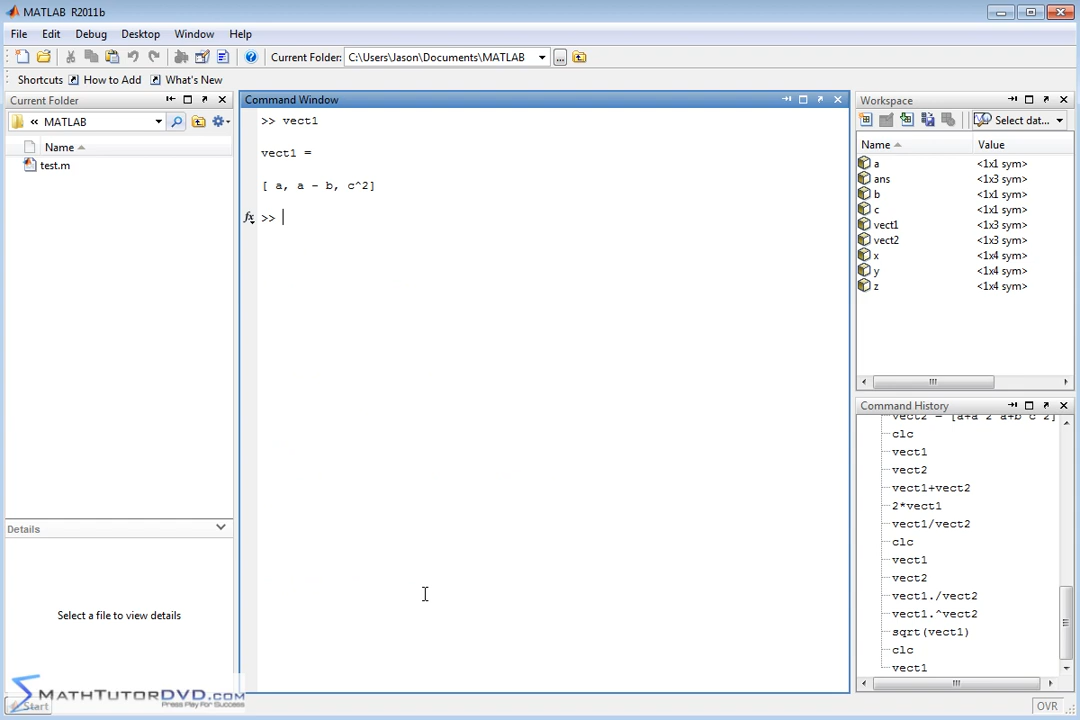 MATLAB R2011b
File Edit Debug Desktop Window Help
Current Folder: C:\Users\Jason\Documents\MATLAB
Shortcuts How to Add What's New
Current Folder
« MATLAB
Name
test.m
Details
Select a file to view details
Command Window
>> vect1
vect1 =
[ a, a - b, c^2]
fx >>
Workspace
Select dat...
Name Value
a <1x1 sym>
ans <1x3 sym>
b <1x1 sym>
c <1x1 sym>
vect1 <1x3 sym>
vect2 <1x3 sym>
x <1x4 sym>
y <1x4 sym>
z <1x4 sym>
Command History
clc
vect1
vect2
vect1+vect2
2*vect1
vect1/vect2
clc
vect1
vect2
vect1./vect2
vect1.^vect2
sqrt(vect1)
clc
vect1
MATHTUTORDVD.COM
Press Play For Success
Start
OVR